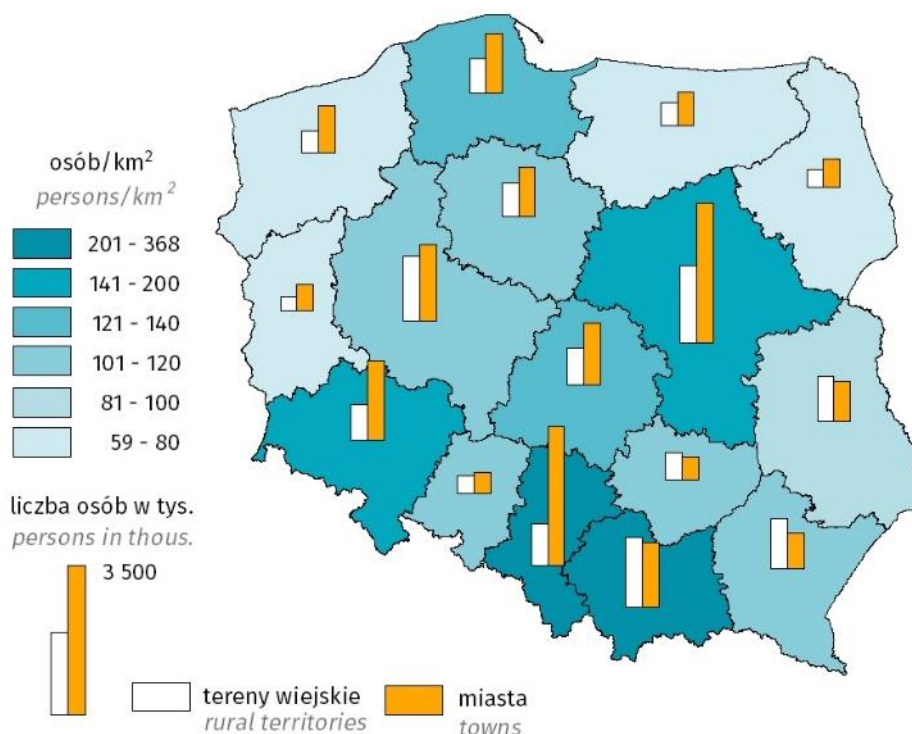 osób/km²
persons/km²
201 - 368
141 - 200
121 - 140
101 - 120
81 - 100
59 - 80
liczba osób w tys.
persons in thous.
3 500
tereny wiejskie
rural territories
miasta
towns